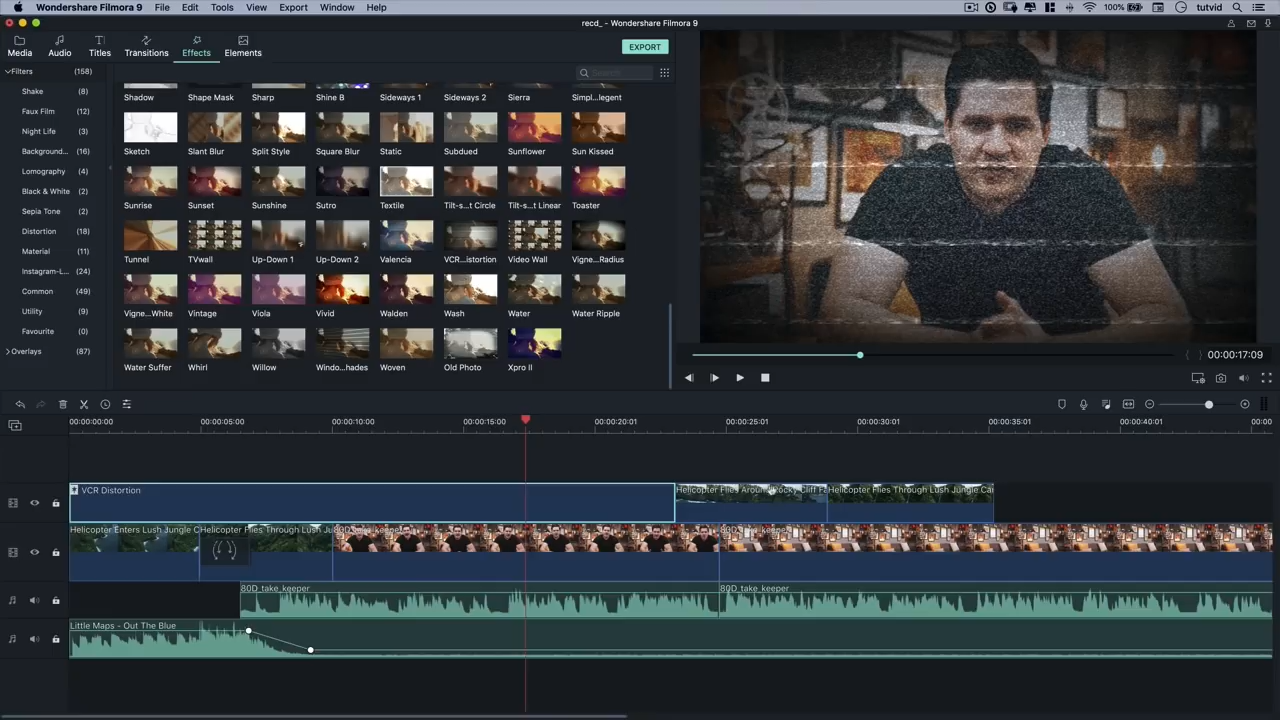 Wondershare Filmora 9 File Edit Tools View Export Window Help 100% tutvid
recd_ - Wondershare Filmora 9
Media Audio Titles Transitions Effects Elements
EXPORT
Filters (158)
Shake (8)
Faux Film (12)
Night Life (3)
Background... (16)
Lomography (4)
Black & White (2)
Sepia Tone (2)
Distortion (18)
Material (11)
Instagram-L... (24)
Common (49)
Utility (9)
Favourite (0)
Overlays (87)
Search
Shadow Shape Mask Sharp Shine B Sideways 1 Sideways 2 Sierra Simpl...legent
Sketch Slant Blur Split Style Square Blur Static Subdued Sunflower Sun Kissed
Sunrise Sunset Sunshine Sutro Textile Tilt-s...t Circle Tilt-s...t Linear Toaster
Tunnel TVwall Up-Down 1 Up-Down 2 Valencia VCR...istortion Video Wall Vigne...Radius
Vigne...White Vintage Viola Vivid Walden Wash Water Water Ripple
Water Suffer Whirl Willow Windo...hades Woven Old Photo Xpro II
00:00:17:09
00:00:00:00 00:00:05:00 00:00:10:00 00:00:15:00 00:00:20:01 00:00:25:01 00:00:30:01 00:00:35:01 00:00:40:01 00:00
VCR Distortion Helicopter Flies Around Rocky Cliff F Helicopter Flies Through Lush Jungle Ca
Helicopter Enters Lush Jungle C Helicopter Flies Through Lush Ju 80D_take_keeper 80D_take_keeper
80D_take_keeper 80D_take_keeper
Little Maps - Out The Blue